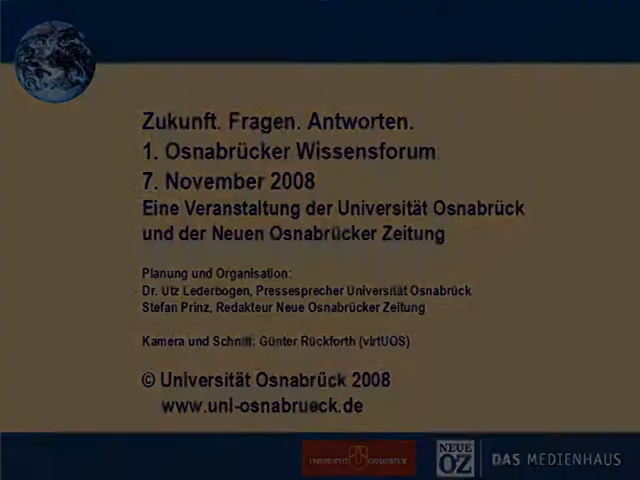 Zukunft. Fragen. Antworten.
1. Osnabrücker Wissensforum
7. November 2008
Eine Veranstaltung der Universität Osnabrück
und der Neuen Osnabrücker Zeitung
Planung und Organisation:
Dr. Utz Lederbogen, Pressesprecher Universität Osnabrück
Stefan Prinz, Redakteur Neue Osnabrücker Zeitung
Kamera und Schnitt: Günter Rückforth (virtUOS)
© Universität Osnabrück 2008
www.uni-osnabrueck.de
UNIVERSITÄT OSNABRÜCK
NEUE
OZ
DAS MEDIENHAUS